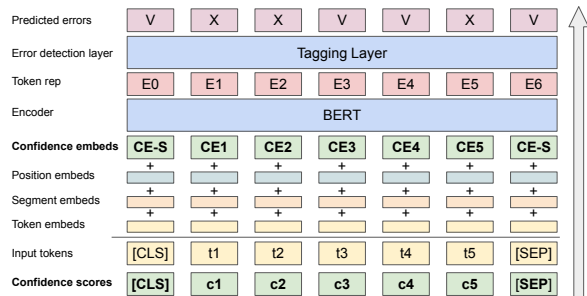 Predicted errors V X X V V X V
Error detection layer Tagging Layer
Token rep E0 E1 E2 E3 E4 E5 E6
Encoder BERT
Confidence embeds CE-S CE1 CE2 CE3 CE4 CE5 CE-S
+ + + + + + +
Position embeds
+ + + + + + +
Segment embeds
+ + + + + + +
Token embeds
Input tokens [CLS] t1 t2 t3 t4 t5 [SEP]
Confidence scores [CLS] c1 c2 c3 c4 c5 [SEP]